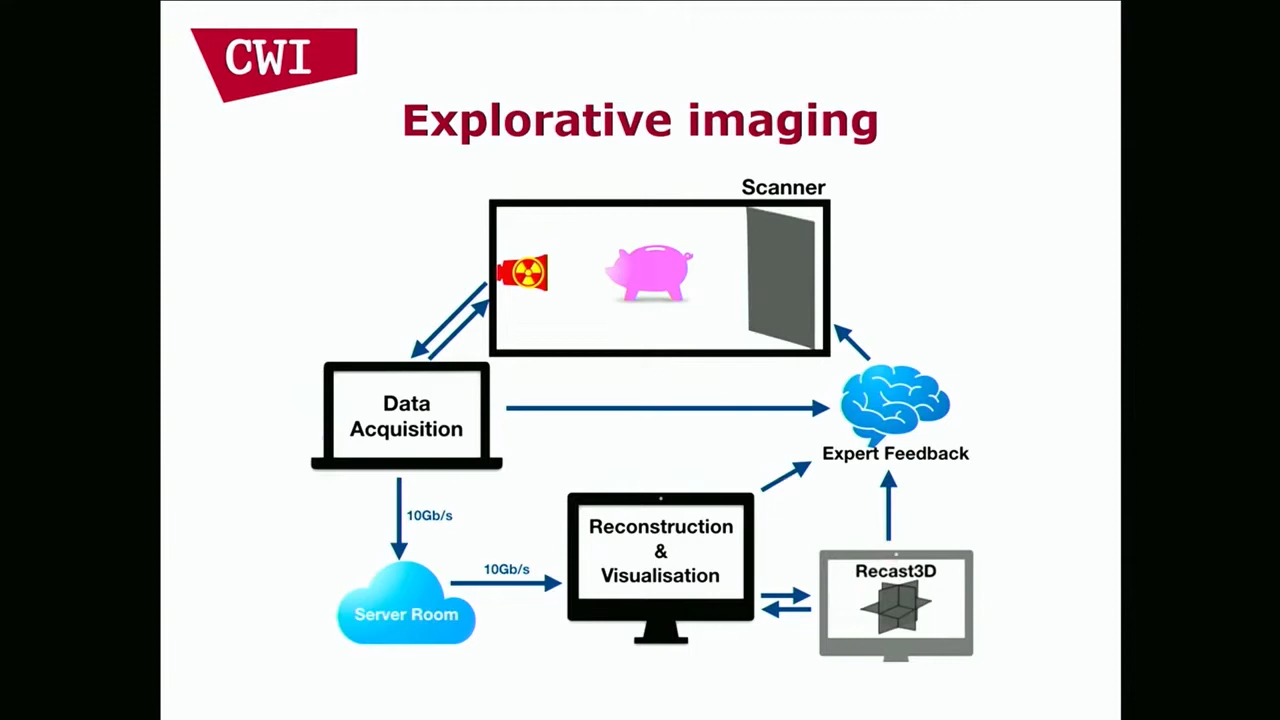 CWI
Explorative imaging
Scanner
Data
Acquisition
Expert Feedback
10Gb/s
Reconstruction
&
Visualisation
10Gb/s
Recast3D
Server Room